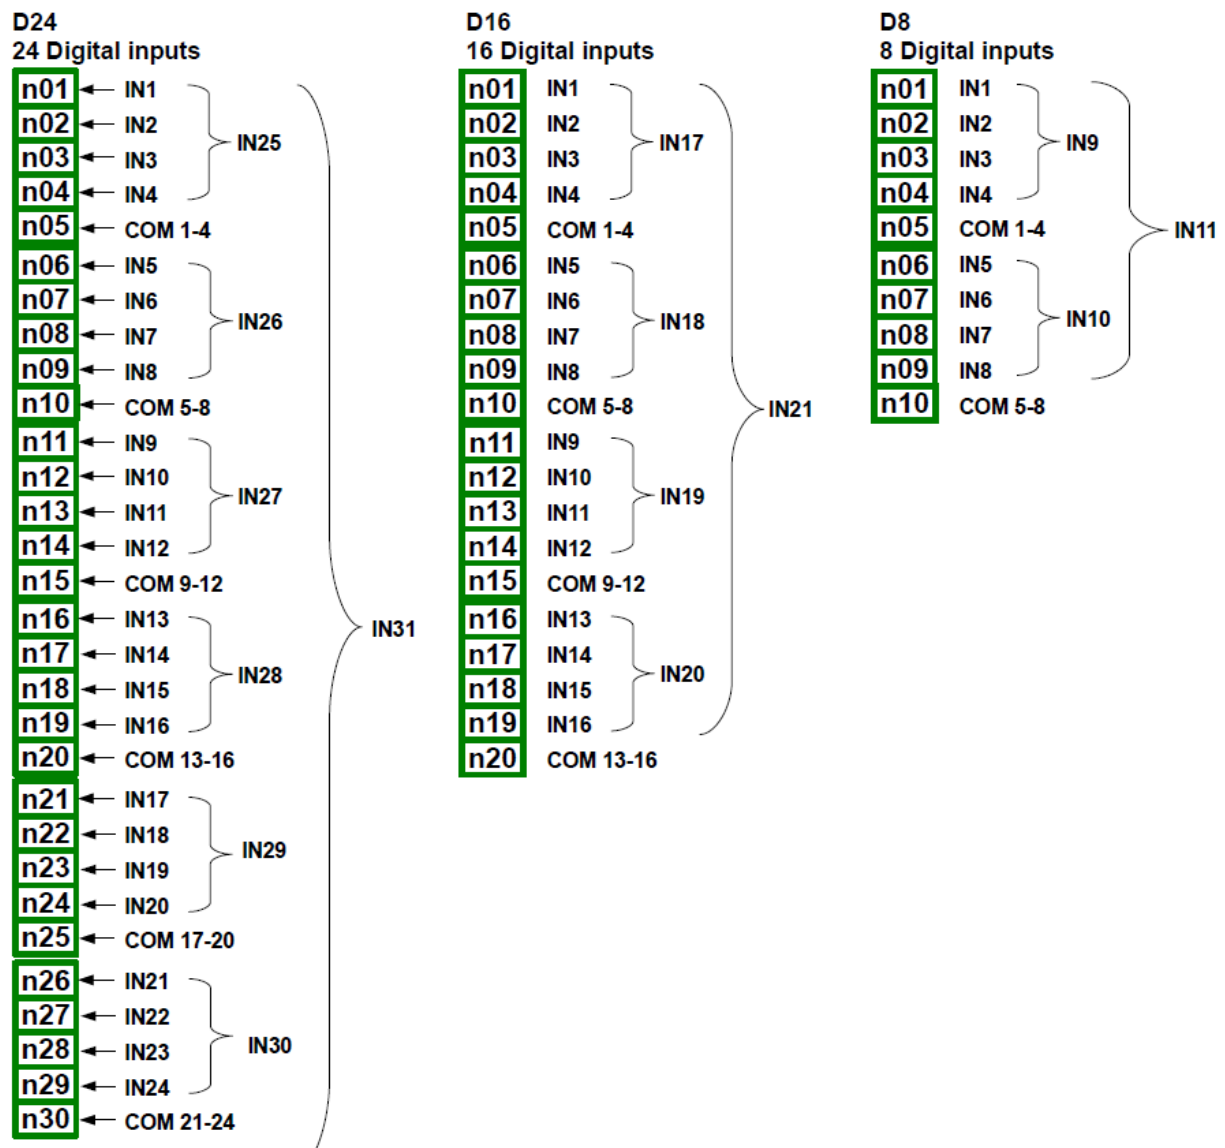 D24
24 Digital inputs
n01 IN1
n02 IN2
IN25
n03 IN3
n04 IN4
n05 COM 1-4
n06 IN5
n07 IN6
IN26
n08 IN7
n09 IN8
n10 COM 5-8
n11 IN9
n12 IN10
IN27
n13 IN11
n14 IN12
n15 COM 9-12
n16 IN13
n17 IN14
IN28
n18 IN15
n19 IN16
n20 COM 13-16
n21 IN17
n22 IN18
IN29
n23 IN19
n24 IN20
n25 COM 17-20
n26 IN21
n27 IN22
IN30
n28 IN23
n29 IN24
n30 COM 21-24
IN31
D16
16 Digital inputs
n01 IN1
n02 IN2
IN17
n03 IN3
n04 IN4
n05 COM 1-4
n06 IN5
n07 IN6
IN18
n08 IN7
n09 IN8
n10 COM 5-8
n11 IN9
n12 IN10
IN19
n13 IN11
n14 IN12
n15 COM 9-12
n16 IN13
n17 IN14
IN20
n18 IN15
n19 IN16
n20 COM 13-16
IN21
D8
8 Digital inputs
n01 IN1
n02 IN2
IN9
n03 IN3
n04 IN4
n05 COM 1-4
n06 IN5
n07 IN6
IN10
n08 IN7
n09 IN8
n10 COM 5-8
IN11